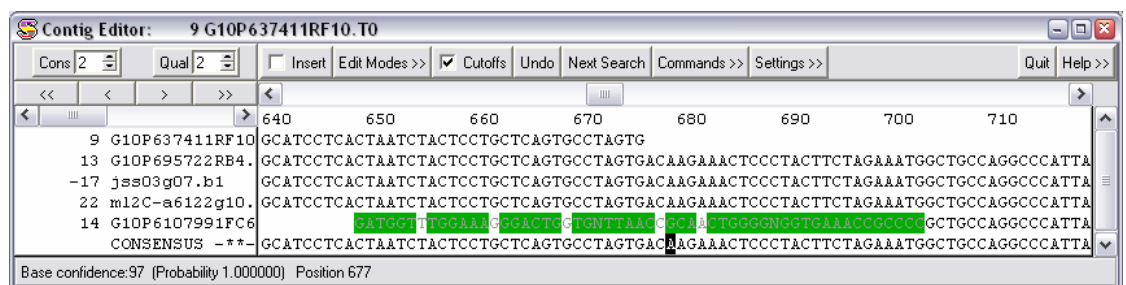 Contig Editor: 9 G10P637411RF10.T0
Cons 2 Qual 2 Insert Edit Modes >> Cutoffs Undo Next Search Commands >> Settings >> Quit Help >>
<< < > >>
640 650 660 670 680 690 700 710
9 G10P637411RF10 GCATCCTCACTAATCTACTCCTGCTCAGTGCCTAGTG
13 G10P695722RB4. GCATCCTCACTAATCTACTCCTGCTCAGTGCCTAGTGACAAGAAACTCCCTACTTCTAGAAATGGCTGCCAGGCCCATTA
-17 jss03g07.b1 GCATCCTCACTAATCTACTCCTGCTCAGTGCCTAGTGACAAGAAACTCCCTACTTCTAGAAATGGCTGCCAGGCCCATTA
22 ml2C-a6122g10. GCATCCTCACTAATCTACTCCTGCTCAGTGCCTAGTGACAAGAAACTCCCTACTTCTAGAAATGGCTGCCAGGCCCATTA
14 G10P6107991FC6 GATGGTTTGGAAAGGGACTGGTGNTTAACCGCAACTGGGGNGGTGAAACCGCCCCGCTGCCAGGCCCATTA
CONSENSUS -**- GCATCCTCACTAATCTACTCCTGCTCAGTGCCTAGTGACAAGAAACTCCCTACTTCTAGAAATGGCTGCCAGGCCCATTA
Base confidence:97 (Probability 1.000000) Position 677